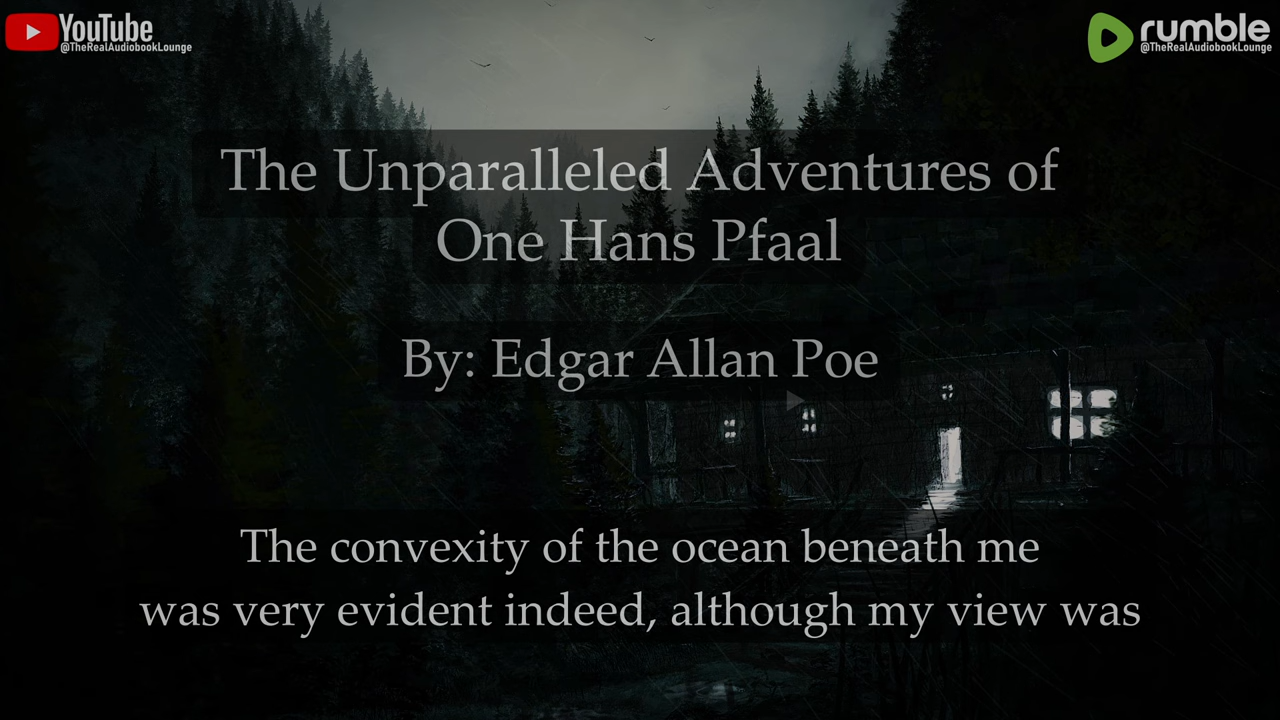 YouTube
@TheRealAudiobookLounge
rumble
@TheRealAudiobookLounge
The Unparalleled Adventures of
One Hans Pfaal
By: Edgar Allan Poe
The convexity of the ocean beneath me
was very evident indeed, although my view was